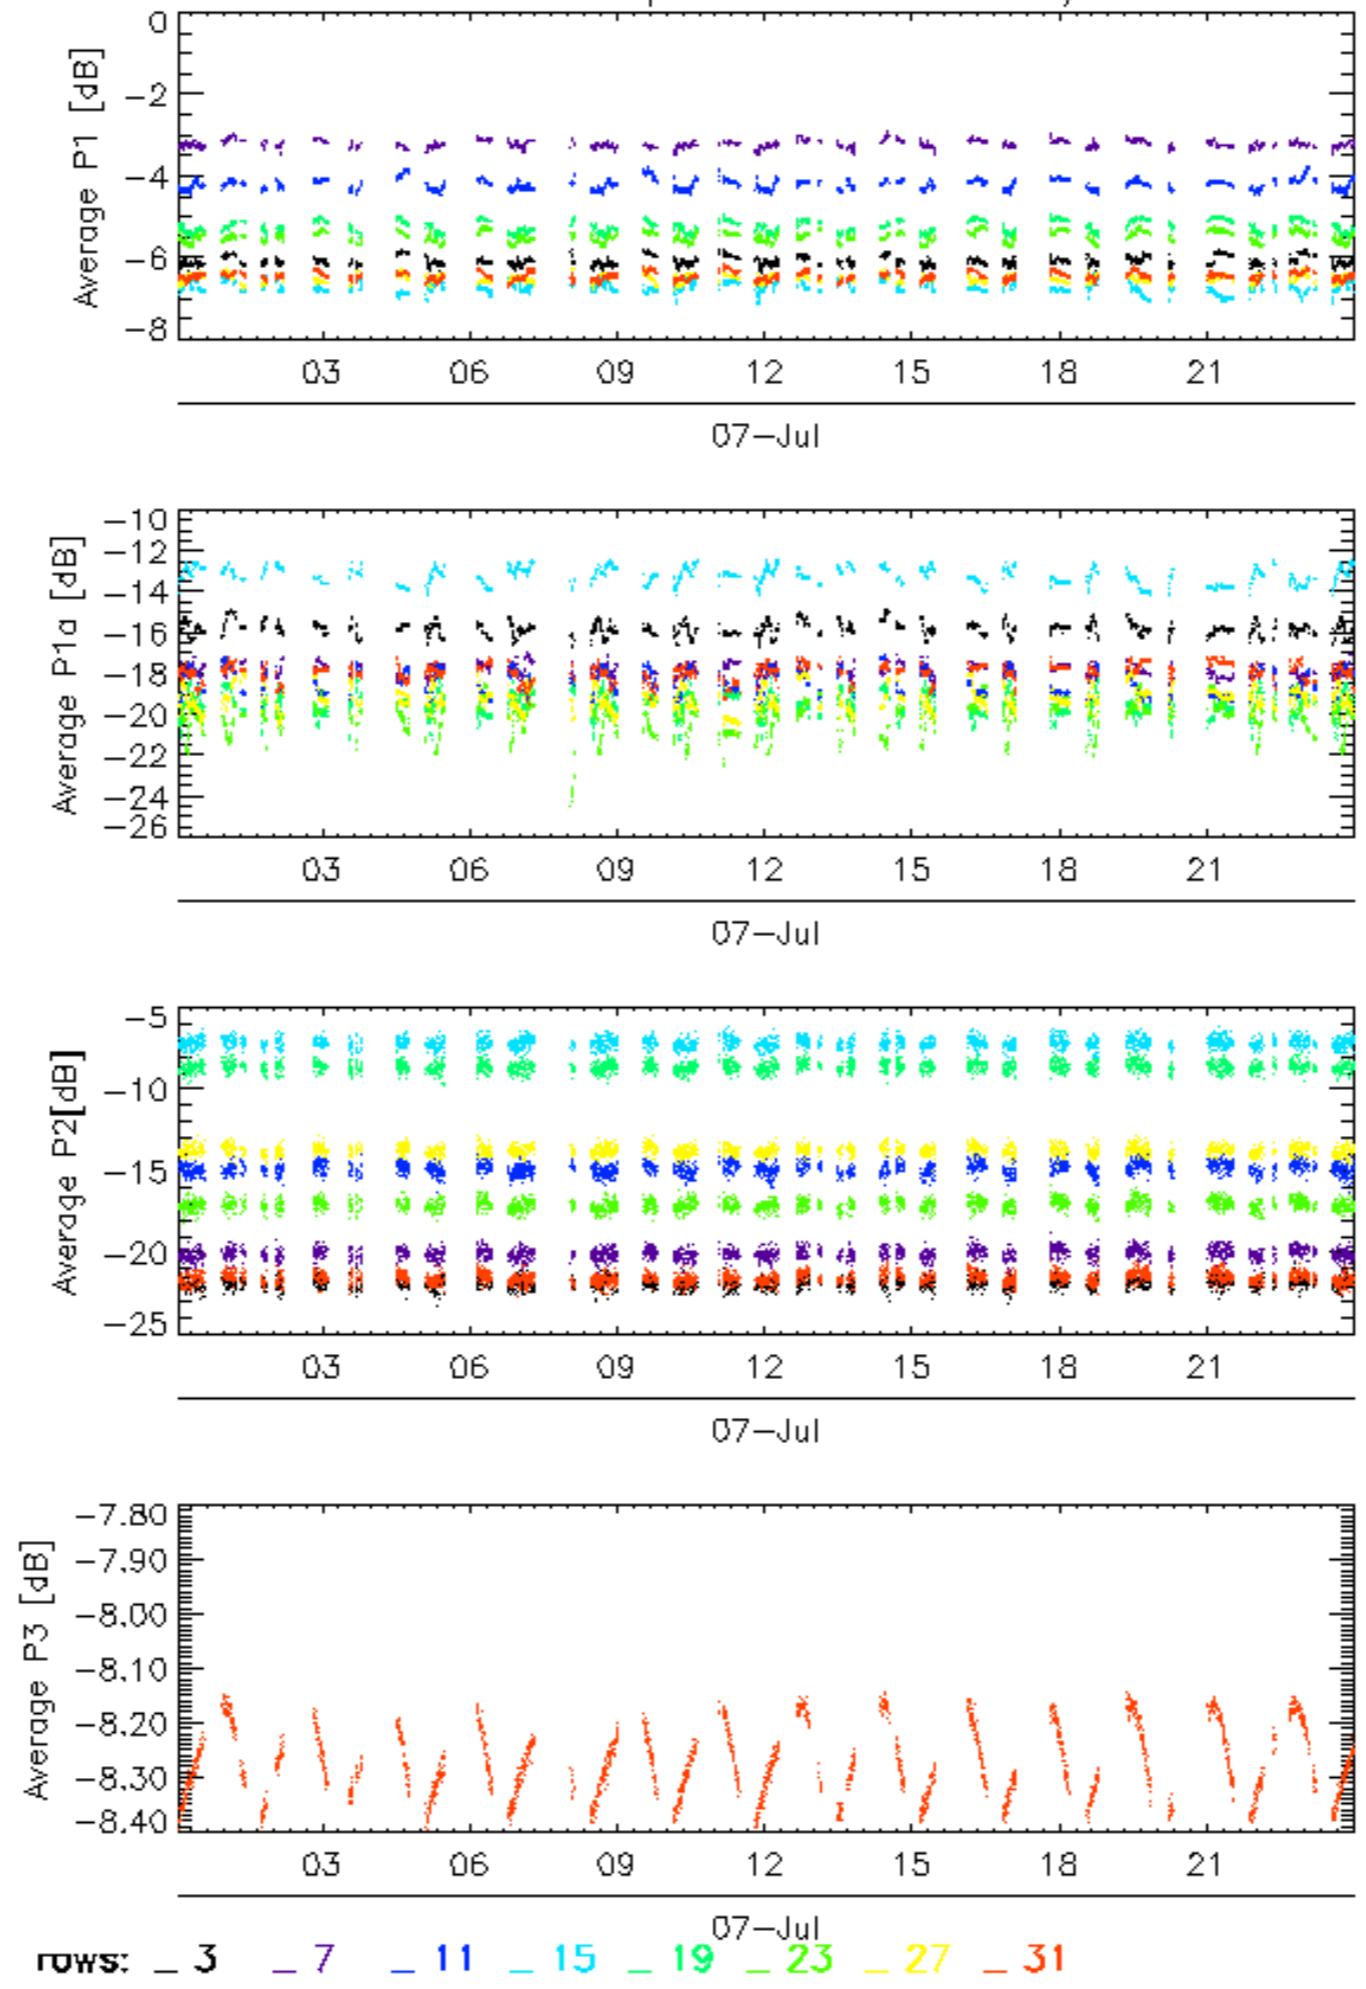 0
-2
-4
-6
-8
Average P1 [dB]
03 06 09 12 15 18 21
07-Jul
-10
-12
-14
-16
-18
-20
-22
-24
-26
Average P1a [dB]
03 06 09 12 15 18 21
07-Jul
-5
-10
-15
-20
-25
Average P2[dB]
03 06 09 12 15 18 21
07-Jul
-7.80
-7.90
-8.00
-8.10
-8.20
-8.30
-8.40
Average P3 [dB]
03 06 09 12 15 18 21
07-Jul
rows: _ 3 _ 7 _ 11 _ 15 _ 19 _ 23 _ 27 _ 31